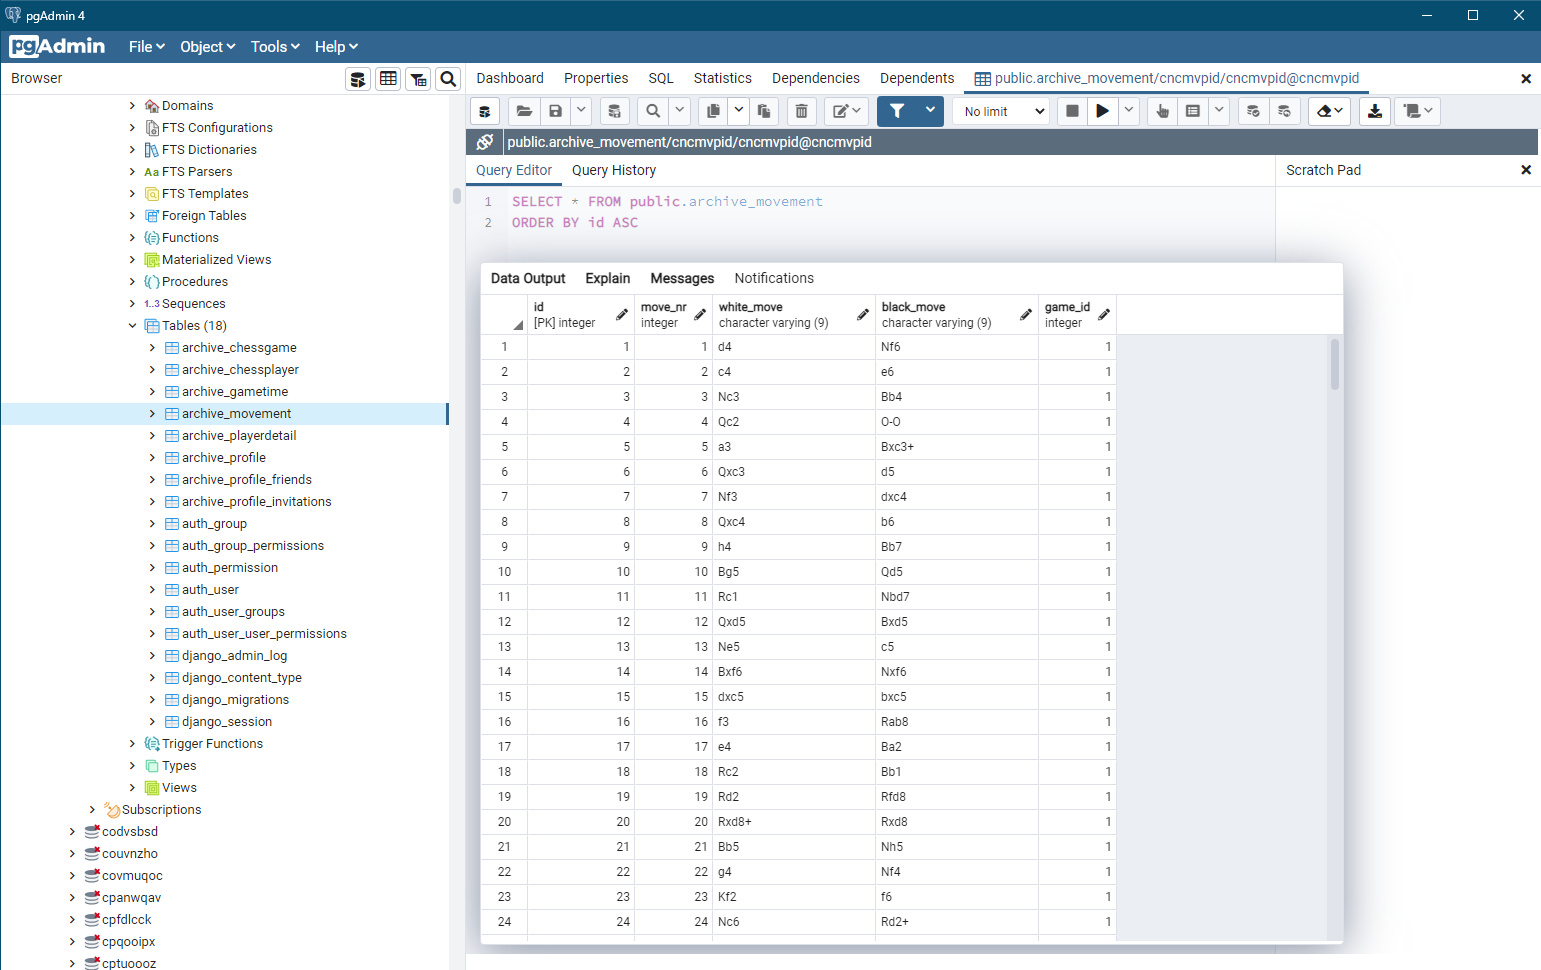 pgAdmin 4
pgAdmin File Object Tools Help
Browser
Dashboard Properties SQL Statistics Dependencies Dependents public.archive_movement/cncmvpid/cncmvpid@cncmvpid
No limit
public.archive_movement/cncmvpid/cncmvpid@cncmvpid
Query Editor Query History
Scratch Pad
1 SELECT * FROM public.archive_movement
2 ORDER BY id ASC
Domains
FTS Configurations
FTS Dictionaries
Aa FTS Parsers
FTS Templates
Foreign Tables
Functions
Materialized Views
Procedures
1..3 Sequences
Tables (18)
archive_chessgame
archive_chessplayer
archive_gametime
archive_movement
archive_playerdetail
archive_profile
archive_profile_friends
archive_profile_invitations
auth_group
auth_group_permissions
auth_permission
auth_user
auth_user_groups
auth_user_user_permissions
django_admin_log
django_content_type
django_migrations
django_session
Trigger Functions
Types
Views
Subscriptions
codvsbsd
couvnzho
covmuqoc
cpanwqav
cpfdlcck
cpqooipx
cptuoooz
Data Output Explain Messages Notifications
id move_nr white_move black_move game_id
[PK] integer integer character varying (9) character varying (9) integer
1 1 1 d4 Nf6 1
2 2 2 c4 e6 1
3 3 3 Nc3 Bb4 1
4 4 4 Qc2 O-O 1
5 5 5 a3 Bxc3+ 1
6 6 6 Qxc3 d5 1
7 7 7 Nf3 dxc4 1
8 8 8 Qxc4 b6 1
9 9 9 h4 Bb7 1
10 10 10 Bg5 Qd5 1
11 11 11 Rc1 Nbd7 1
12 12 12 Qxd5 Bxd5 1
13 13 13 Ne5 c5 1
14 14 14 Bxf6 Nxf6 1
15 15 15 dxc5 bxc5 1
16 16 16 f3 Rab8 1
17 17 17 e4 Ba2 1
18 18 18 Rc2 Bb1 1
19 19 19 Rd2 Rfd8 1
20 20 20 Rxd8+ Rxd8 1
21 21 21 Bb5 Nh5 1
22 22 22 g4 Nf4 1
23 23 23 Kf2 f6 1
24 24 24 Nc6 Rd2+ 1